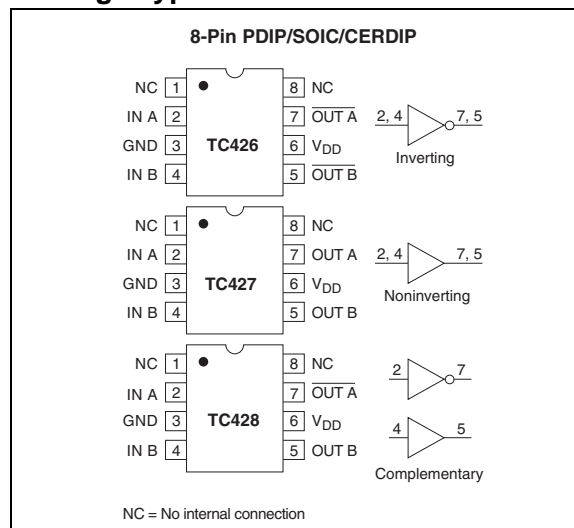 8-Pin PDIP/SOIC/CERDIP
NC 1 8 NC
IN A 2 7 OUT A 2, 4 7, 5
GND 3 TC426 6 VDD
IN B 4 5 OUT B
Inverting
NC 1 8 NC
IN A 2 7 OUT A 2, 4 7, 5
GND 3 TC427 6 VDD
IN B 4 5 OUT B
Noninverting
NC 1 8 NC
2 7
IN A 2 7 OUT A
GND 3 TC428 6 VDD
4 5
IN B 4 5 OUT B
Complementary
NC = No internal connection